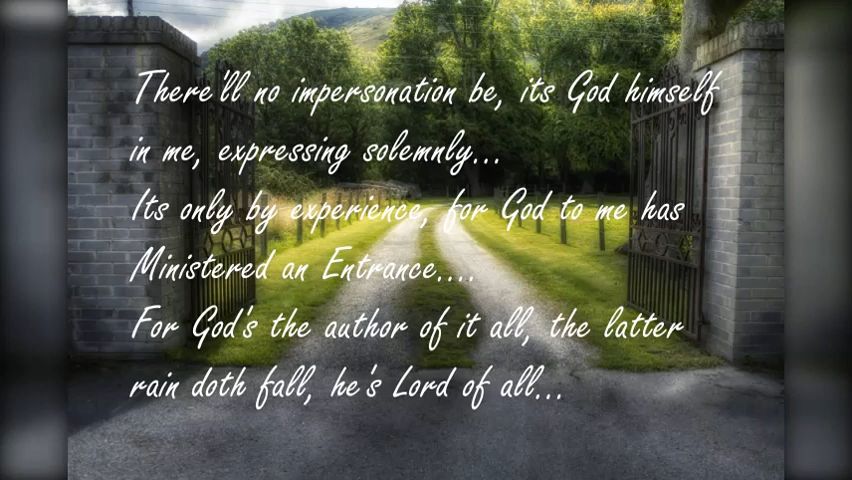 There'll no impersonation be, its God himself
in me, expressing solemnly...
Its only by experience, for God to me has
Ministered an Entrance....
For God's the author of it all, the latter
rain doth fall, he's Lord of all...